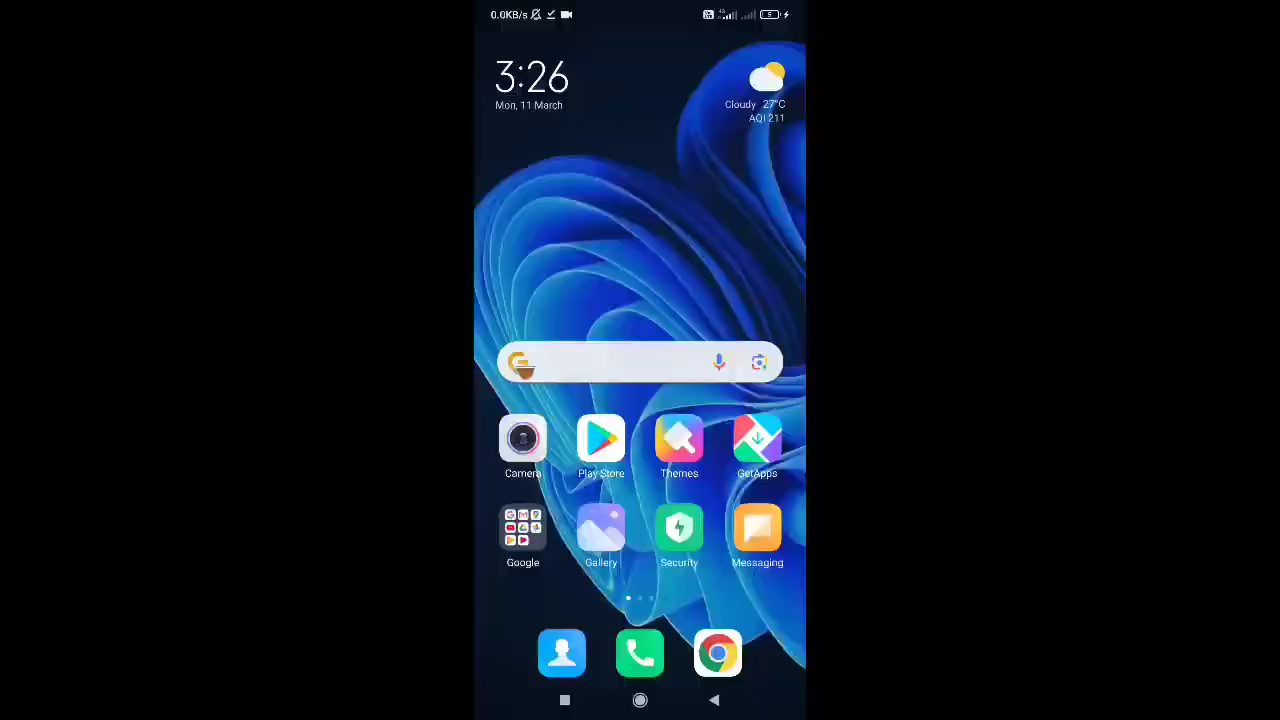 0.0KB/s
3:26
Mon, 11 March
Cloudy 27°C
AQI 211
Camera Play Store Themes GetApps
Google Gallery Security Messaging